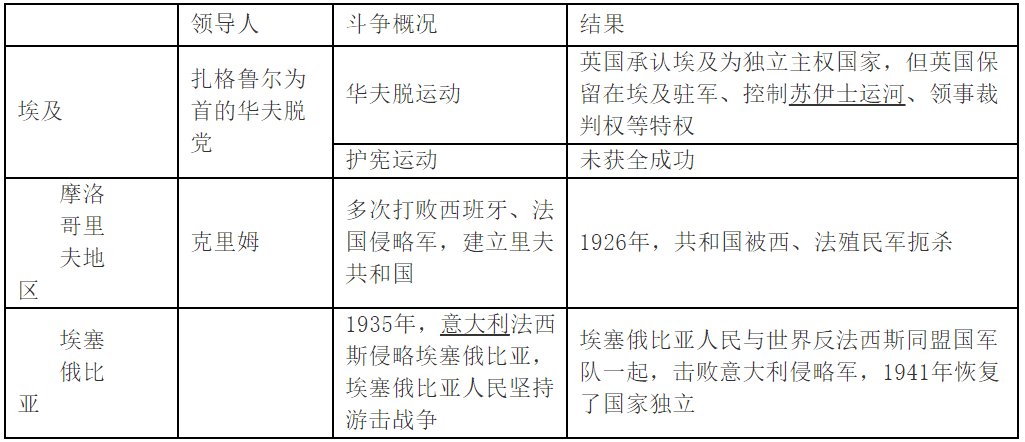 领导人
斗争概况
结果
埃及
扎格鲁尔为
首的华夫脱
党
华夫脱运动
英国承认埃及为独立主权国家，但英国保
留在埃及驻军、控制苏伊士运河、领事裁
判权等特权
护宪运动
未获全成功
摩洛
哥里
夫地
区
克里姆
多次打败西班牙、法
国侵略军，建立里夫
共和国
1926年，共和国被西、法殖民军扼杀
埃塞
俄比
亚
1935年，意大利法西
斯侵略埃塞俄比亚，
埃塞俄比亚人民坚持
游击战争
埃塞俄比亚人民与世界反法西斯同盟国军
队一起，击败意大利侵略军，1941年恢复
了国家独立